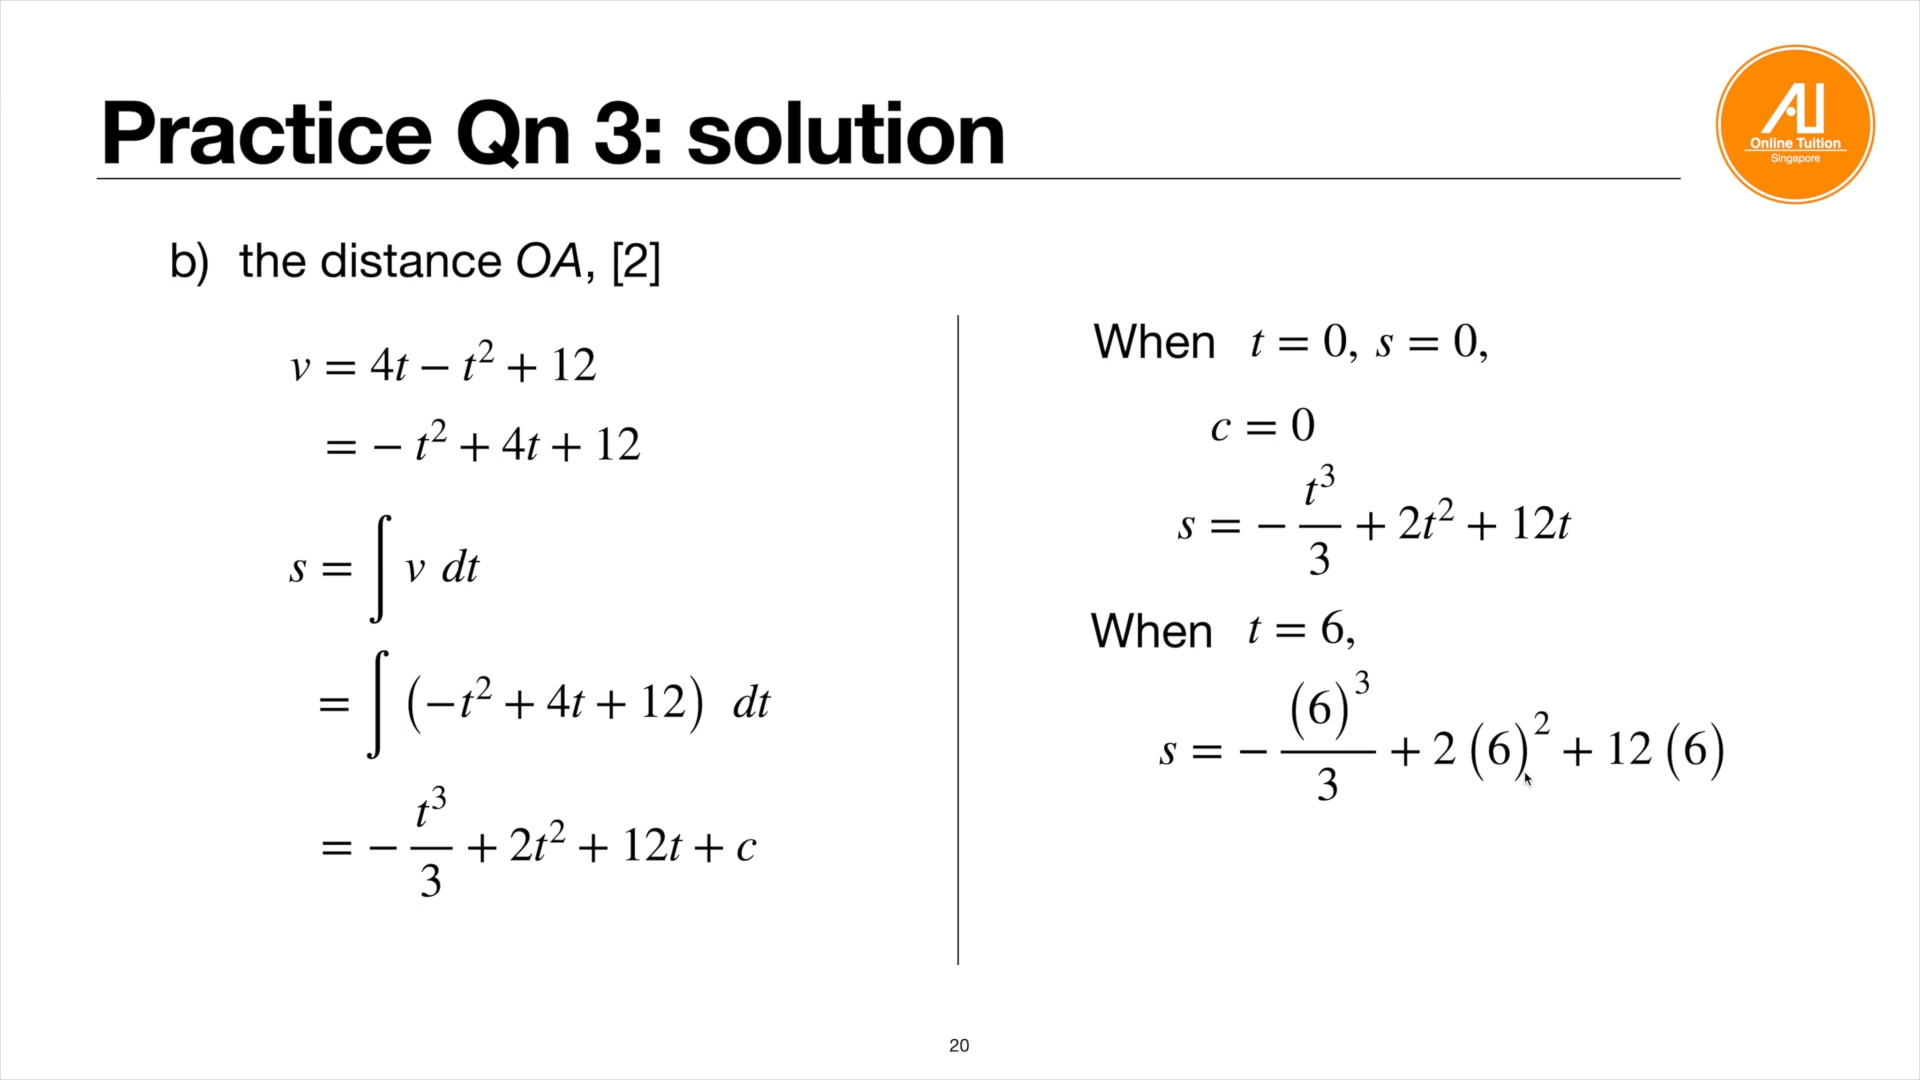 Practice Qn 3: solution
AU
Online Tuition
Singapore
b) the distance OA, [2]
v = 4t − t² + 12
= − t² + 4t + 12
s = ∫ v dt
= ∫ (−t² + 4t + 12) dt
= − t³/3 + 2t² + 12t + c
When t = 0, s = 0,
c = 0
s = − t³/3 + 2t² + 12t
When t = 6,
s = − (6)³/3 + 2 (6)² + 12 (6)
20